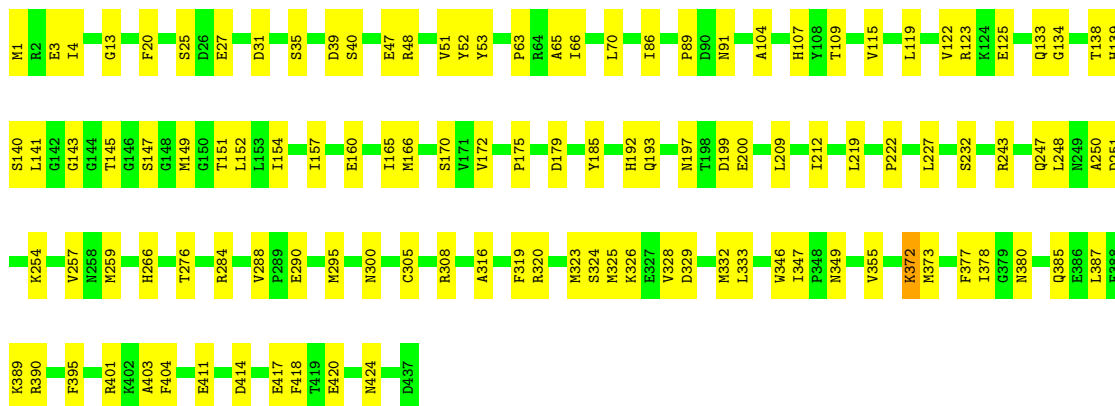 M1 R2 E3 I4 G13 F20 S25 D26 E27 D31 S35 D39 S40 E47 R48 V51 Y52 Y53 P63 R64 A65 I66 L70 I86 P89 D90 N91 A104 H107 Y108 T109 V115 L119 V122 R123 K124 E125 Q133 G134 T138 H139
S140 L141 G142 G143 G144 T145 G146 S147 G148 M149 G150 T151 L152 L153 I154 I157 E160 I165 M166 S170 V171 V172 P175 D179 Y185 H192 Q193 N197 T198 D199 E200 L209 I212 L219 P222 L227 S232 R243 Q247 L248 N249 A250
K254 V257 N258 M259 H266 T276 R284 V288 P289 E290 M295 N300 C305 R308 A316 F319 R320 M323 S324 M325 K326 E327 V328 D329 M332 L333 W346 I347 P348 N349 V355 K372 M373 F377 I378 G379 N380 Q385 E386 L387
K389 R390 F395 R401 K402 A403 F404 E411 D414 E417 F418 T419 E420 N424 D437